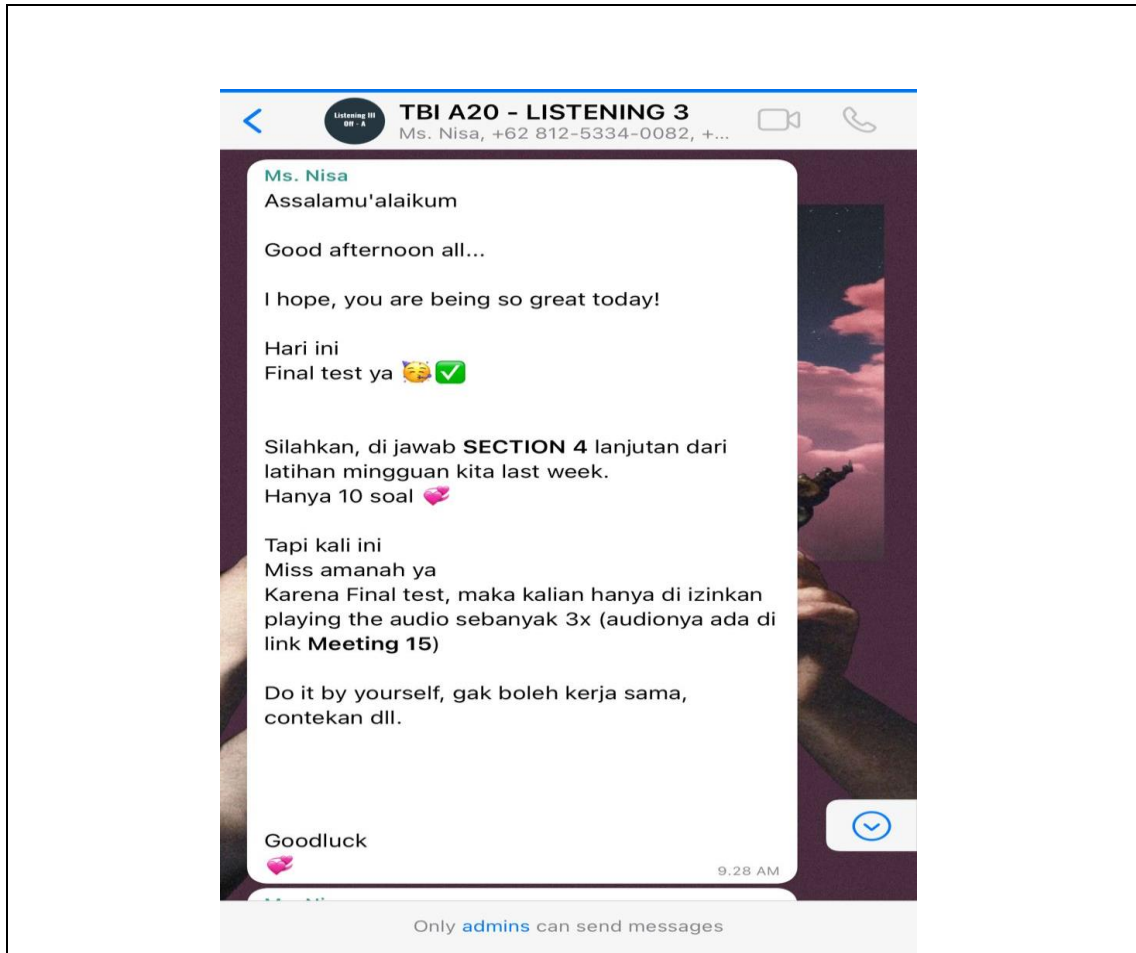 Listening III
Off - A
TBI A20 - LISTENING 3
Ms. Nisa, +62 812-5334-0082, +...
Ms. Nisa
Assalamu'alaikum
Good afternoon all...
I hope, you are being so great today!
Hari ini
Final test ya 🥳✅
Silahkan, di jawab SECTION 4 lanjutan dari
latihan mingguan kita last week.
Hanya 10 soal 💞
Tapi kali ini
Miss amanah ya
Karena Final test, maka kalian hanya di izinkan
playing the audio sebanyak 3x (audionya ada di
link Meeting 15)
Do it by yourself, gak boleh kerja sama,
contekan dll.
Goodluck
💞
9.28 AM
Only admins can send messages